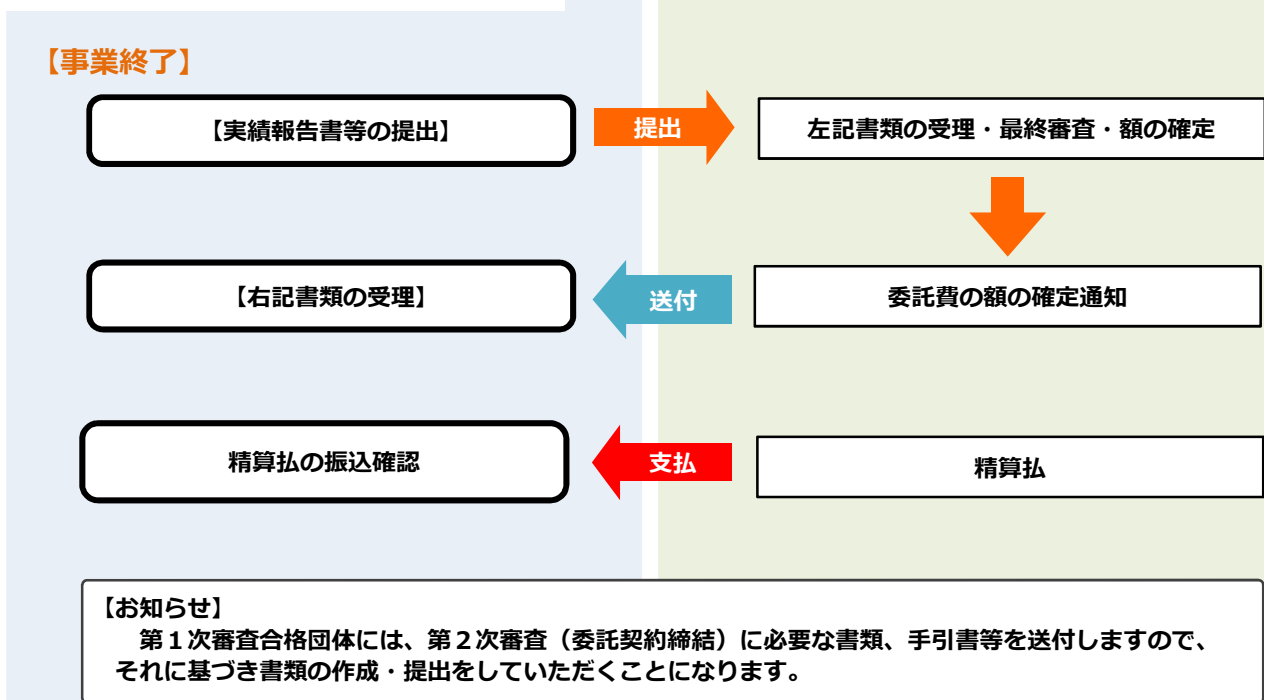 【事業終了】
【実績報告書等の提出】
提出
左記書類の受理・最終審査・額の確定
【右記書類の受理】
送付
委託費の額の確定通知
精算払の振込確認
支払
精算払
【お知らせ】
第１次審査合格団体には、第２次審査（委託契約締結）に必要な書類、手引書等を送付しますので、
それに基づき書類の作成・提出をしていただくことになります。